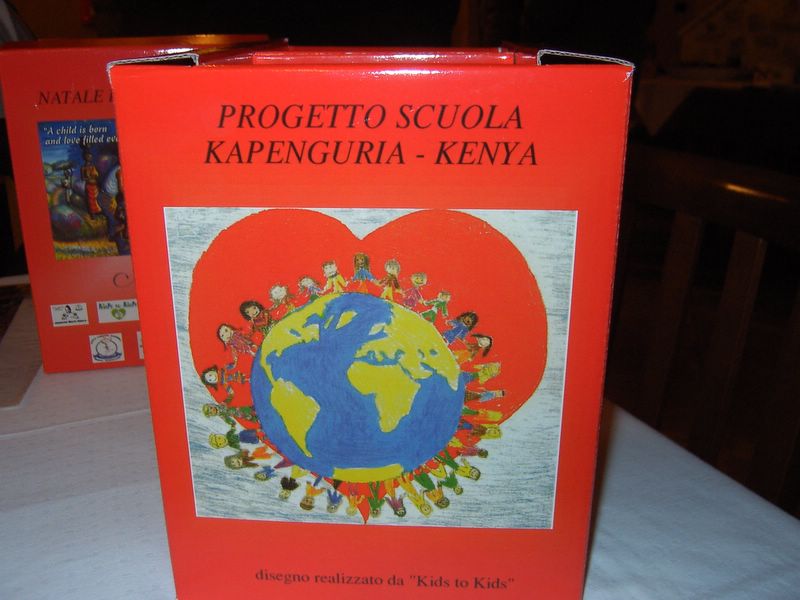 PROGETTO SCUOLA
KAPENGURIA - KENYA
disegno realizzato da "Kids to Kids"
NATALE
"A child is born
and love filled